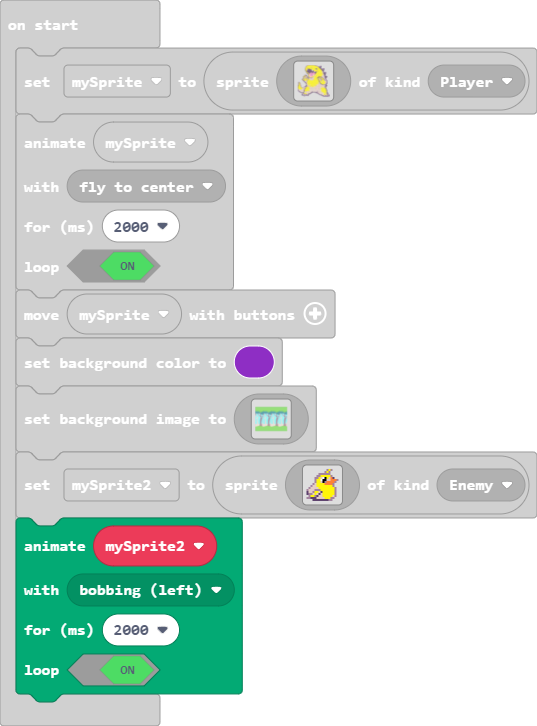 on start
set mySprite to sprite of kind Player
animate mySprite
with fly to center
for (ms) 2000
loop ON
move mySprite with buttons
set background color to
set background image to
set mySprite2 to sprite of kind Enemy
animate mySprite2
with bobbing (left)
for (ms) 2000
loop ON